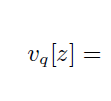 v_q[z] =